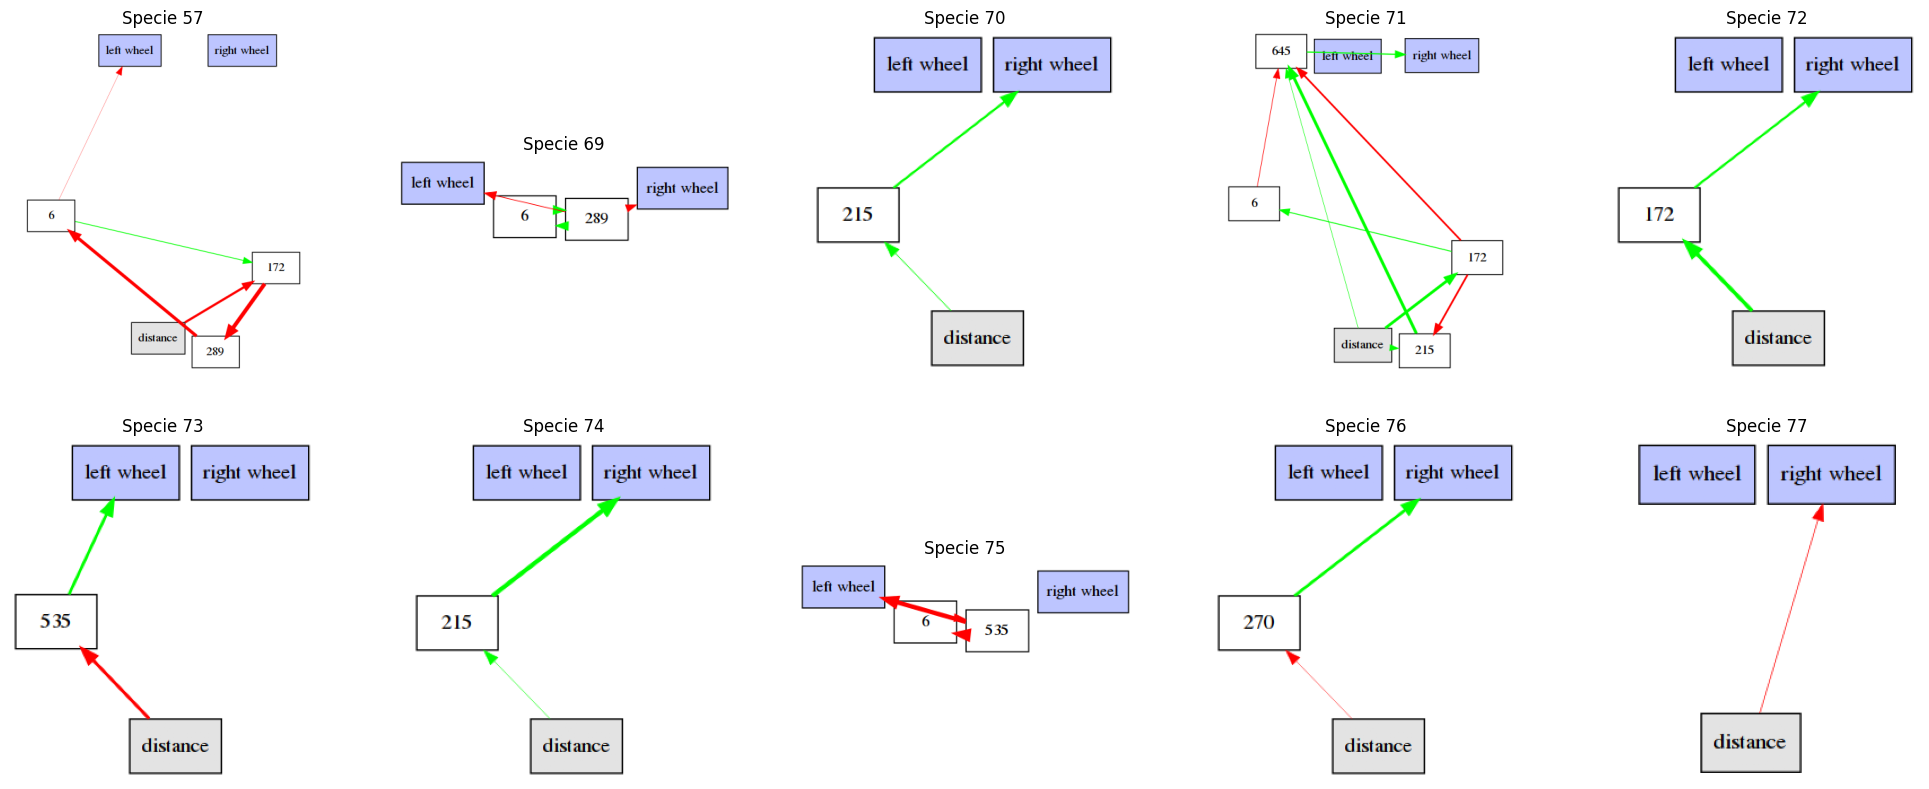 Specie 57
left wheel
right wheel
6
172
distance
289
Specie 69
left wheel
right wheel
6
289
Specie 70
left wheel
right wheel
215
distance
Specie 71
645
left wheel
right wheel
6
172
distance
215
Specie 72
left wheel
right wheel
172
distance
Specie 73
left wheel
right wheel
535
distance
Specie 74
left wheel
right wheel
215
distance
Specie 75
left wheel
right wheel
6
535
Specie 76
left wheel
right wheel
270
distance
Specie 77
left wheel
right wheel
distance